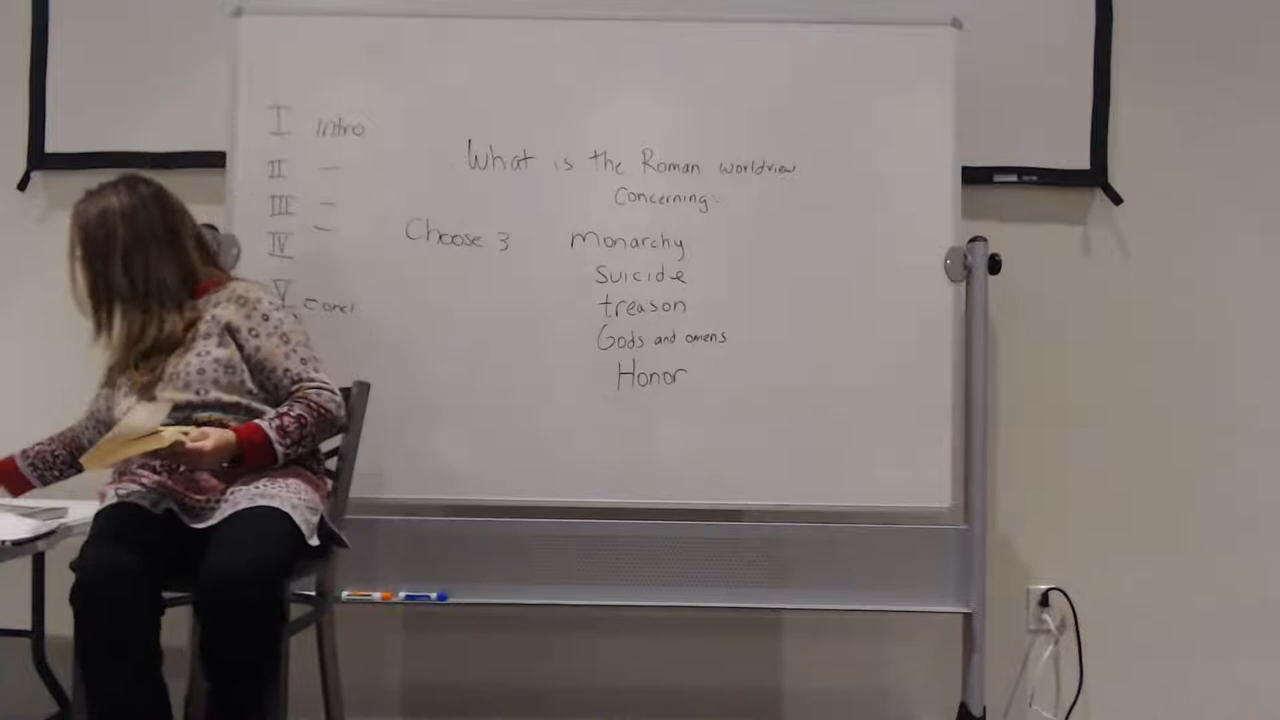 I Intro
II –
III –
IV –
V Concl
What is the Roman worldview
Concerning:
Choose 3
Monarchy
Suicide
treason
Gods and omens
Honor